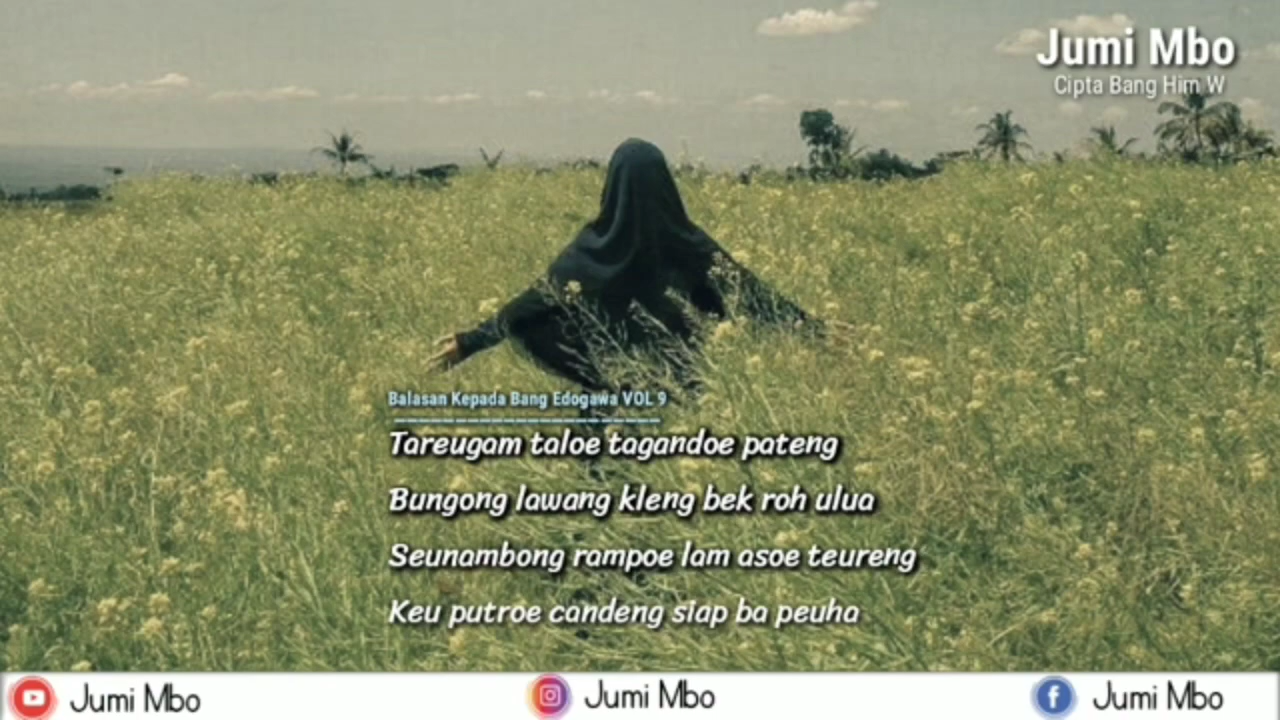 Jumi Mbo
Cipta Bang Him W
Balasan Kepada Bang Edogawa VOL 9
Tareugam taloe tagandoe pateng
Bungong lawang kleng bek roh ulua
Seunambong rampoe lam asoe teureng
Keu putroe candeng siap ba peuha
Jumi Mbo
Jumi Mbo
Jumi Mbo